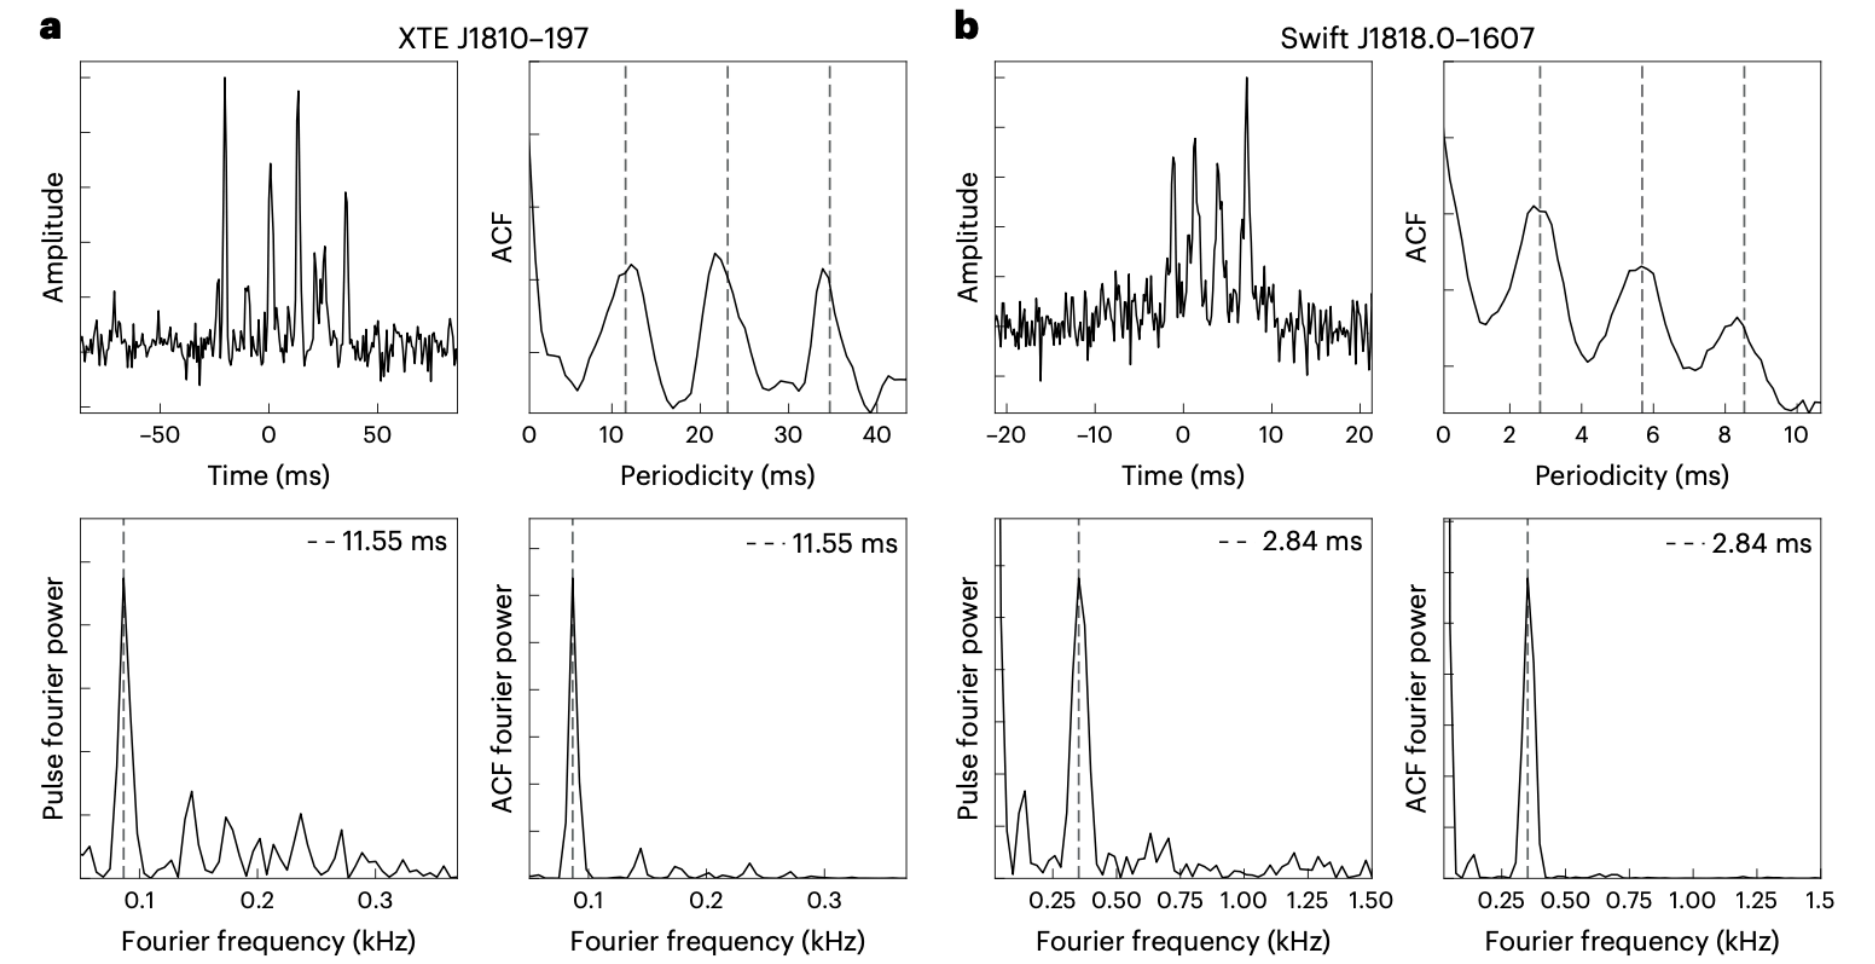 a
XTE J1810–197
Amplitude
–50 0 50
Time (ms)
ACF
0 10 20 30 40
Periodicity (ms)
Pulse fourier power
11.55 ms
0.1 0.2 0.3
Fourier frequency (kHz)
ACF fourier power
11.55 ms
0.1 0.2 0.3
Fourier frequency (kHz)
b
Swift J1818.0–1607
Amplitude
–20 –10 0 10 20
Time (ms)
ACF
0 2 4 6 8 10
Periodicity (ms)
Pulse fourier power
2.84 ms
0.25 0.50 0.75 1.00 1.25 1.50
Fourier frequency (kHz)
ACF fourier power
2.84 ms
0.25 0.50 0.75 1.00 1.25 1.5
Fourier frequency (kHz)